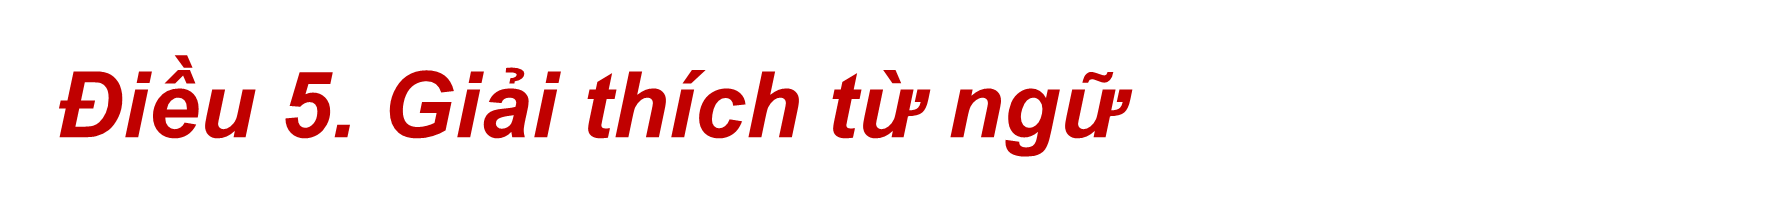 Điều 5. Giải thích từ ngữ